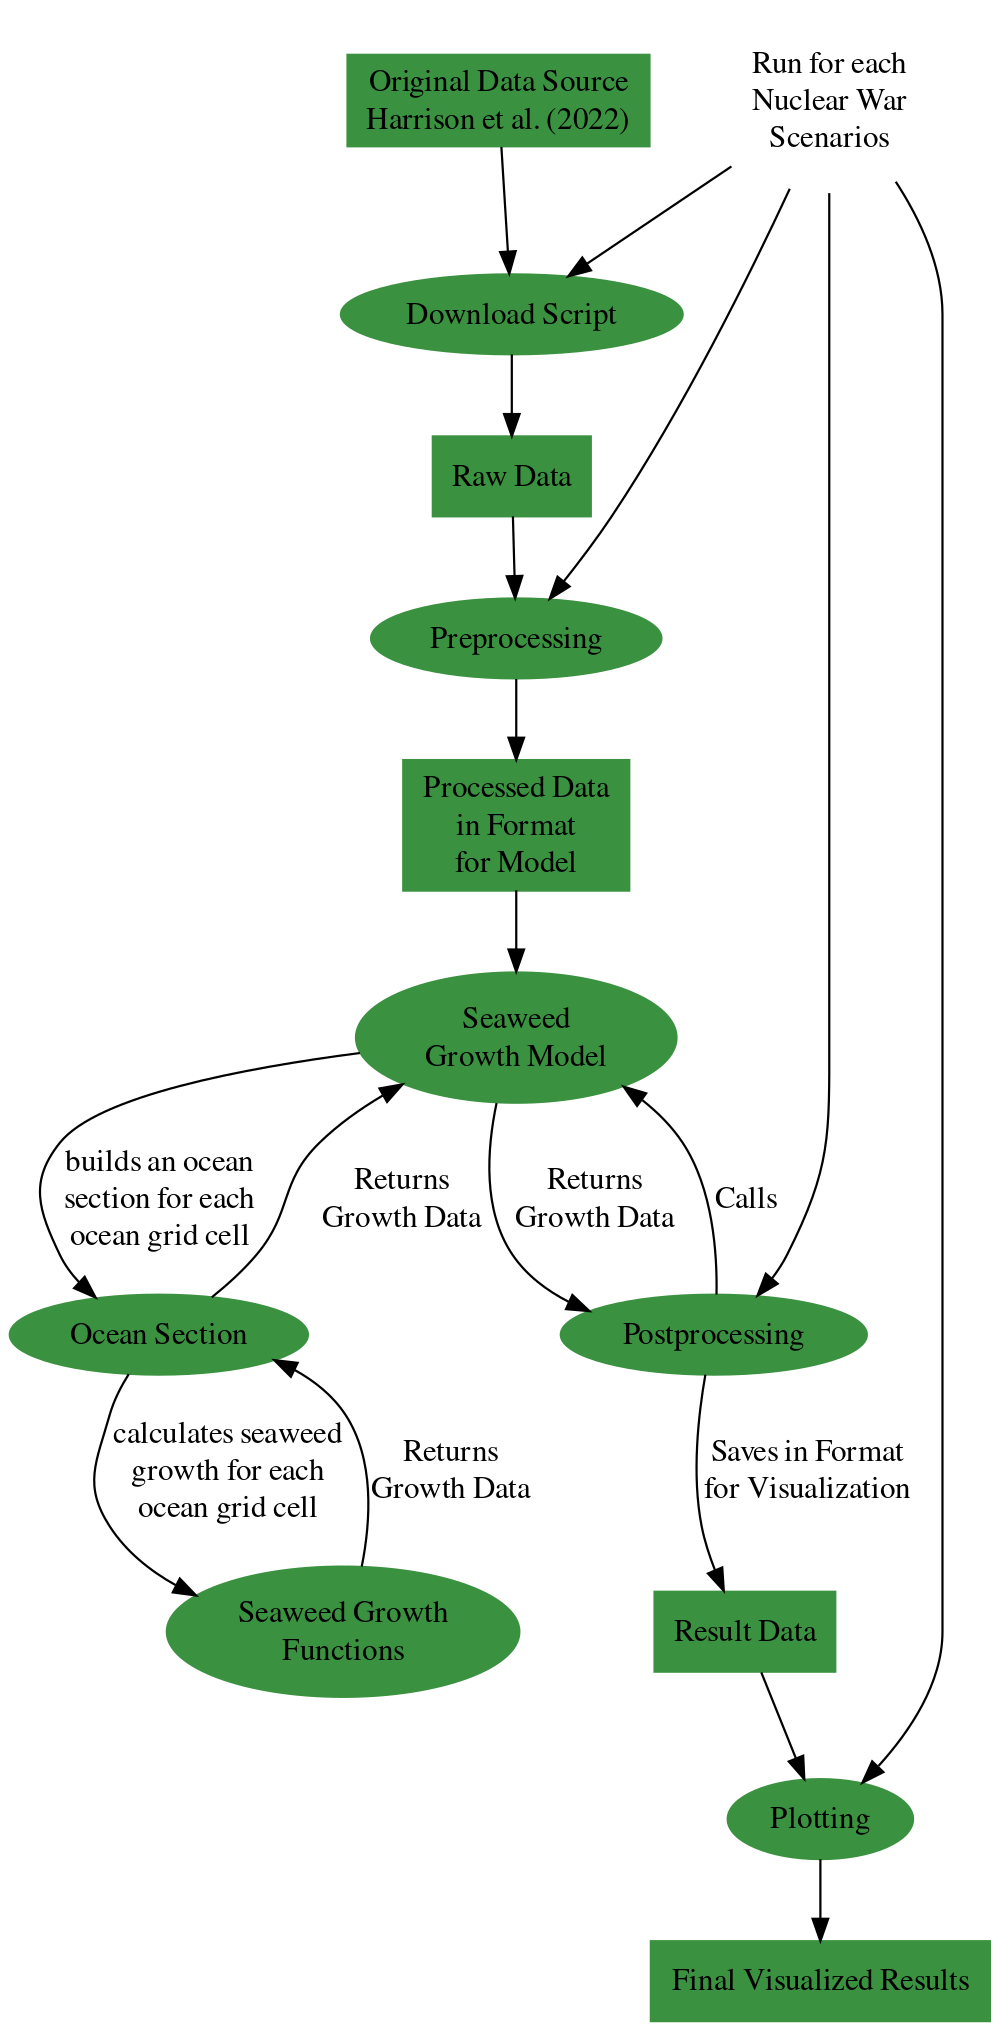 Original Data Source
Harrison et al. (2022)
Run for each
Nuclear War
Scenarios
Download Script
Raw Data
Preprocessing
Processed Data
in Format
for Model
Seaweed
Growth Model
builds an ocean
section for each
ocean grid cell
Returns
Growth Data
Returns
Growth Data
Calls
Ocean Section
Postprocessing
calculates seaweed
growth for each
ocean grid cell
Returns
Growth Data
Saves in Format
for Visualization
Seaweed Growth
Functions
Result Data
Plotting
Final Visualized Results